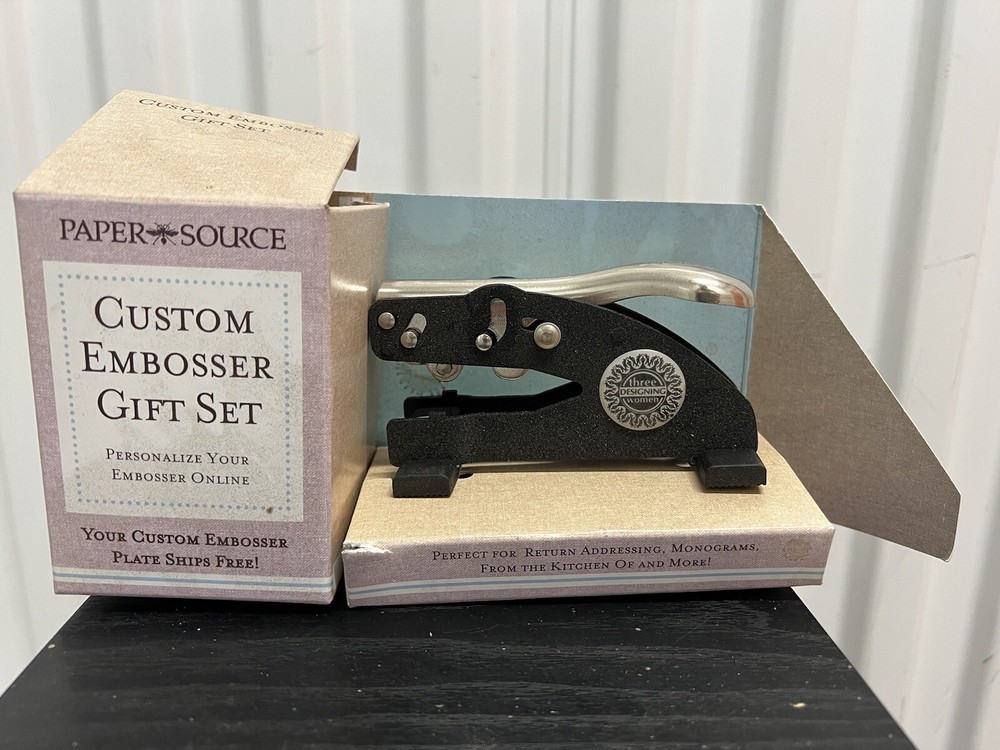 Custom Embosser
Gift Set
PAPER SOURCE
Custom
Embosser
Gift Set
Personalize Your
Embosser Online
Your Custom Embosser
Plate Ships Free!
three
DESIGNING
women
Perfect for Return Addressing, Monograms,
From the Kitchen Of and More!